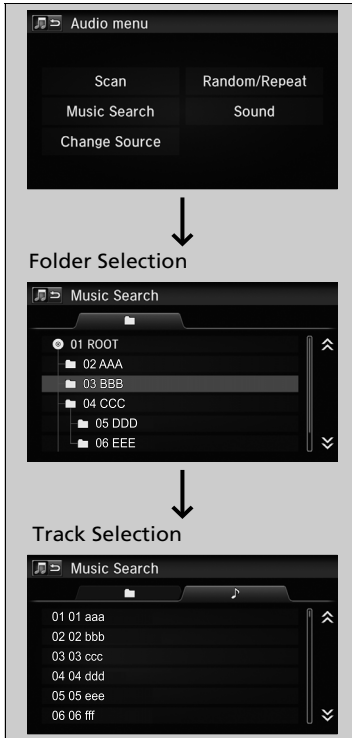 Audio menu
Scan Random/Repeat
Music Search Sound
Change Source
Folder Selection
Music Search
01 ROOT
02 AAA
03 BBB
04 CCC
05 DDD
06 EEE
Track Selection
Music Search
01 01 aaa
02 02 bbb
03 03 ccc
04 04 ddd
05 05 eee
06 06 fff